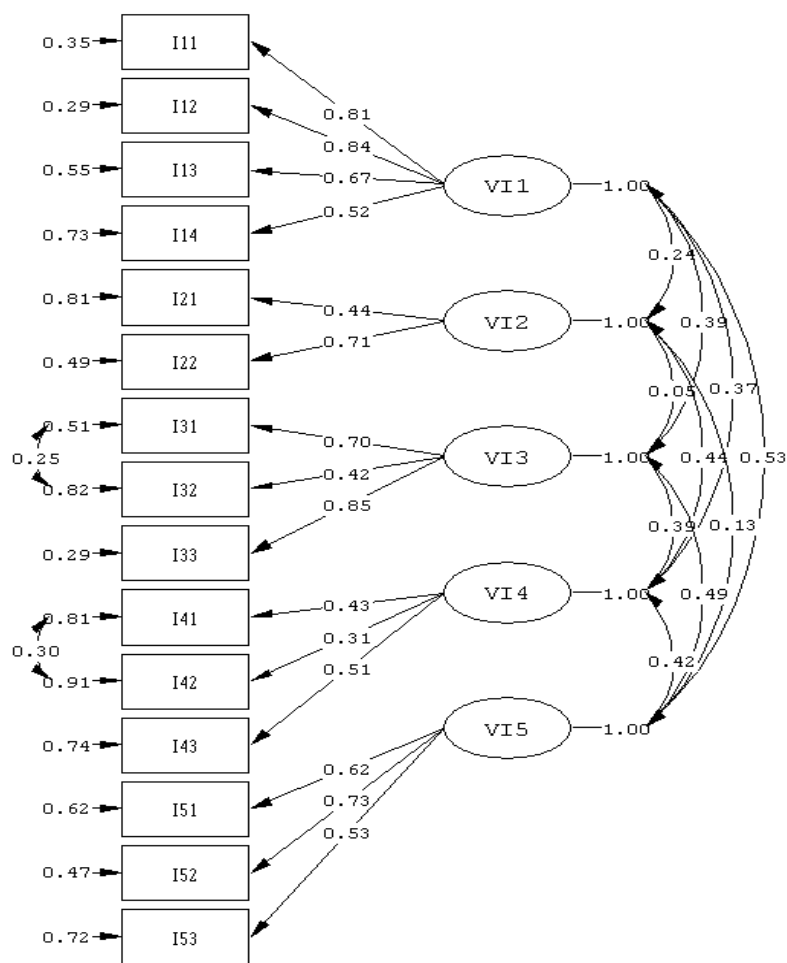 0.35 I11
0.81
0.29 I12
0.84
0.55 I13 0.67 VI1 1.00
0.52
0.73 I14
0.24
0.81 I21
0.44 VI2 1.00 0.39
0.71
0.49 I22
0.05 0.37
0.51 I31
0.70
0.25 VI3 1.00 0.44 0.53
0.42
0.82 I32
0.85
0.39 0.13
0.29 I33
0.81 I41 0.43 VI4 1.00 0.49
0.31
0.30
0.51 0.42
0.91 I42
0.74 I43 VI5 1.00
0.62
0.62 I51 0.73
0.53
0.47 I52
0.72 I53